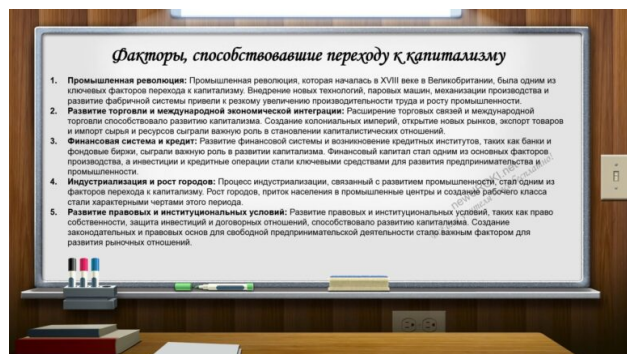 Факторы, способствовавшие переходу к капитализму
1. Промышленная революция: Промышленная революция, которая началась в XVIII веке в Великобритании, была одним из
ключевых факторов перехода к капитализму. Внедрение новых технологий, паровых машин, механизации производства и
развитие фабричной системы привели к резкому увеличению производительности труда и росту промышленности.
2. Развитие торговли и международной экономической интеграции: Расширение торговых связей и международной
торговли способствовало развитию капитализма. Создание колониальных империй, открытие новых рынков, экспорт товаров
и импорт сырья и ресурсов сыграли важную роль в становлении капиталистических отношений.
3. Финансовая система и кредит: Развитие финансовой системы и возникновение кредитных институтов, таких как банки и
фондовые биржи, сыграли важную роль в развитии капитализма. Финансовый капитал стал одним из основных факторов
производства, а инвестиции и кредитные операции стали ключевыми средствами для развития предпринимательства и
промышленности.
4. Индустриализация и рост городов: Процесс индустриализации, связанный с развитием промышленности, стал одним из
факторов перехода к капитализму. Рост городов, приток населения в промышленные центры и создание рабочего класса
стали характерными чертами этого периода.
5. Развитие правовых и институциональных условий: Развитие правовых и институциональных условий, таких как право
собственности, защита инвестиций и договорных отношений, способствовало развитию капитализма. Создание
законодательных и правовых основ для свободной предпринимательской деятельности стало важным фактором для
развития рыночных отношений.